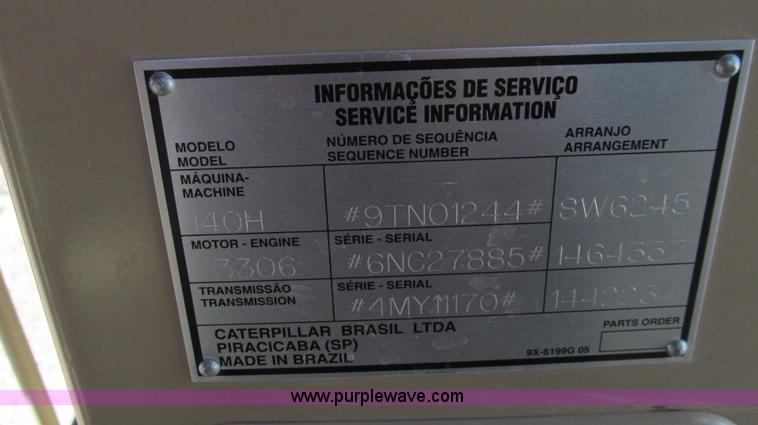 INFORMAÇÕES DE SERVIÇO
SERVICE INFORMATION
MODELO
MODEL
NÚMERO DE SEQUÊNCIA
SEQUENCE NUMBER
ARRANJO
ARRANGEMENT
MÁQUINA-
MACHINE
140H
#9TN01244#
8W6245
MOTOR - ENGINE
3306
SÉRIE - SERIAL
#6NC27885#
TRANSMISSÃO
TRANSMISSION
SÉRIE - SERIAL
#4MY11170#
1442234
CATERPILLAR BRASIL LTDA
PIRACICABA (SP)
MADE IN BRAZIL
9X-6199G 05
PARTS ORDER
www.purplewave.com